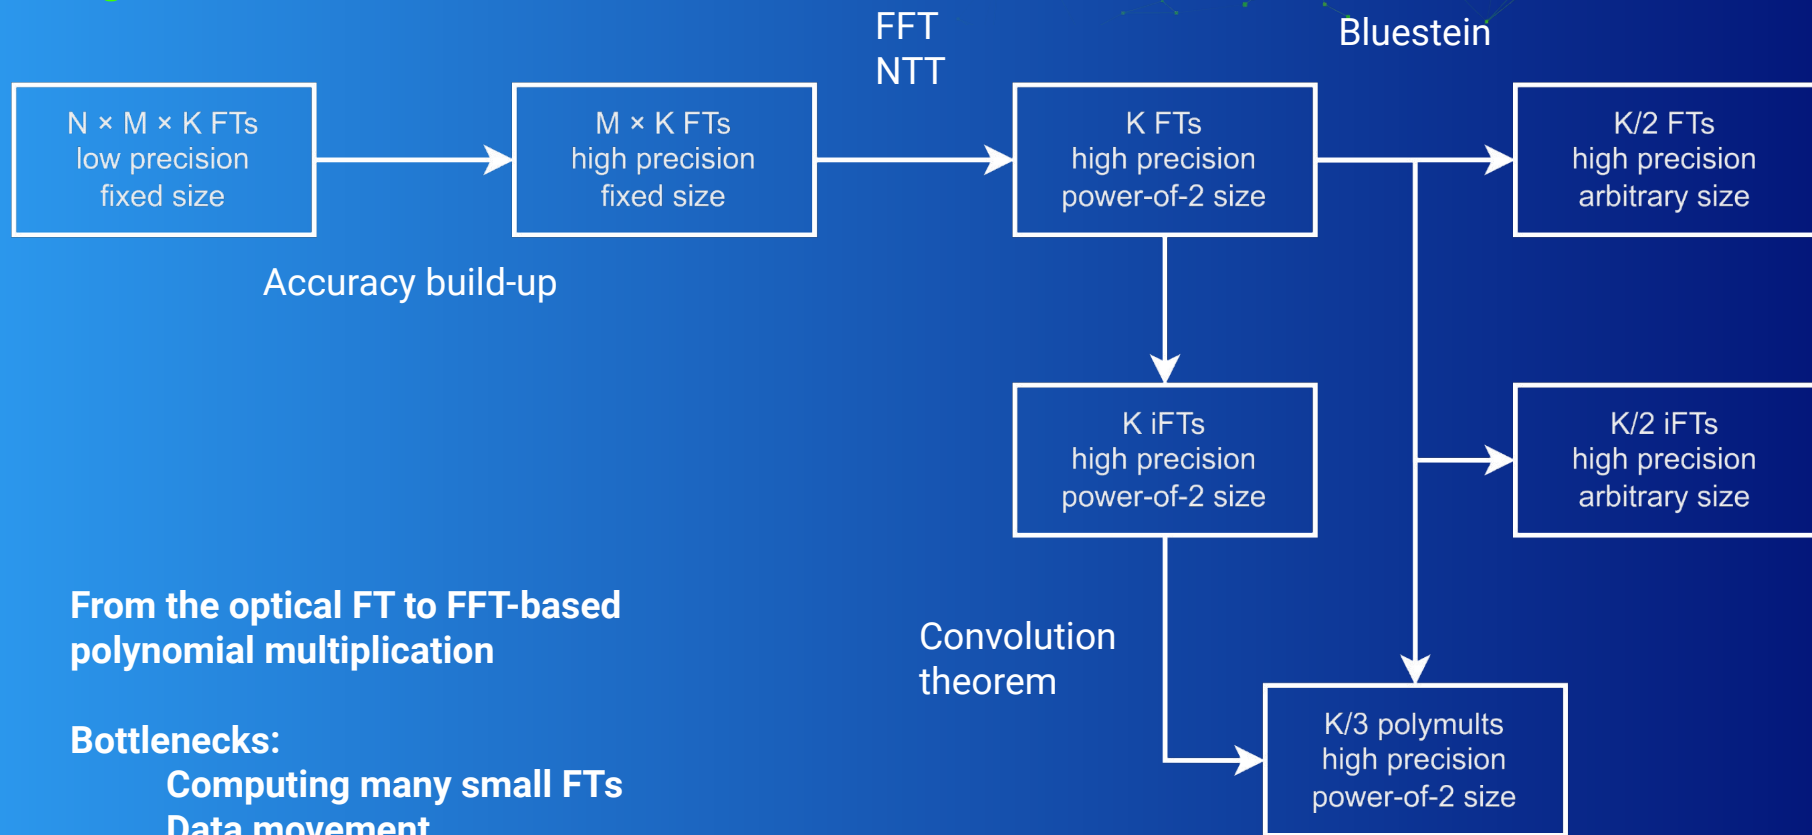 FFT
NTT
Bluestein
N × M × K FTs
low precision
fixed size
M × K FTs
high precision
fixed size
K FTs
high precision
power-of-2 size
K/2 FTs
high precision
arbitrary size
Accuracy build-up
K iFTs
high precision
power-of-2 size
K/2 iFTs
high precision
arbitrary size
From the optical FT to FFT-based
polynomial multiplication
Convolution
theorem
Bottlenecks:
Computing many small FTs
Data movement
K/3 polymults
high precision
power-of-2 size